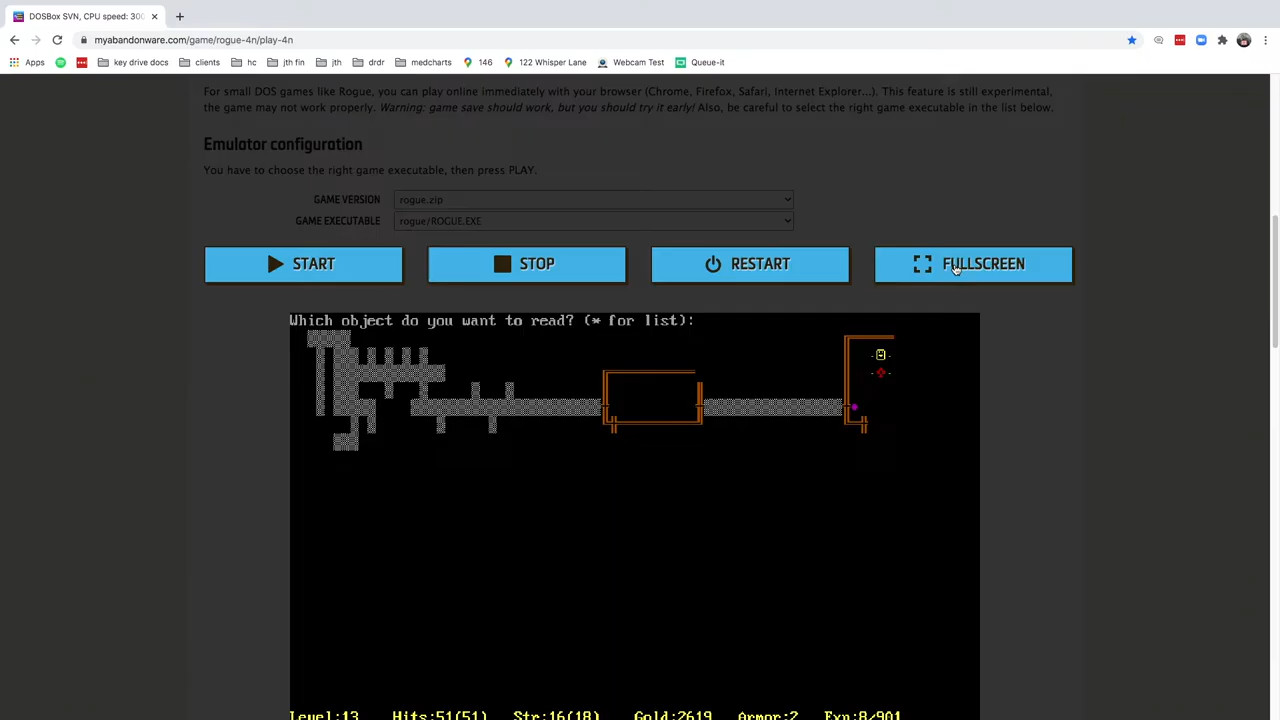 DOSBox SVN, CPU speed: 300
myabandonware.com/game/rogue-4n/play-4n
Apps key drive docs clients hc jth fin jth drdr medcharts 146 122 Whisper Lane Webcam Test Queue-it
For small DOS games like Rogue, you can play online immediately with your browser (Chrome, Firefox, Safari, Internet Explorer...). This feature is still experimental,
the game may not work properly. Warning: game save should work, but you should try it early! Also, be careful to select the right game executable in the list below.
Emulator configuration
You have to choose the right game executable, then press PLAY.
GAME VERSION rogue.zip
GAME EXECUTABLE rogue/ROGUE.EXE
START STOP RESTART FULLSCREEN
Which object do you want to read? (* for list):
Level:13 Hits:51(51) Str:16(18) Gold:2619 Armor:2 Exp:8/901